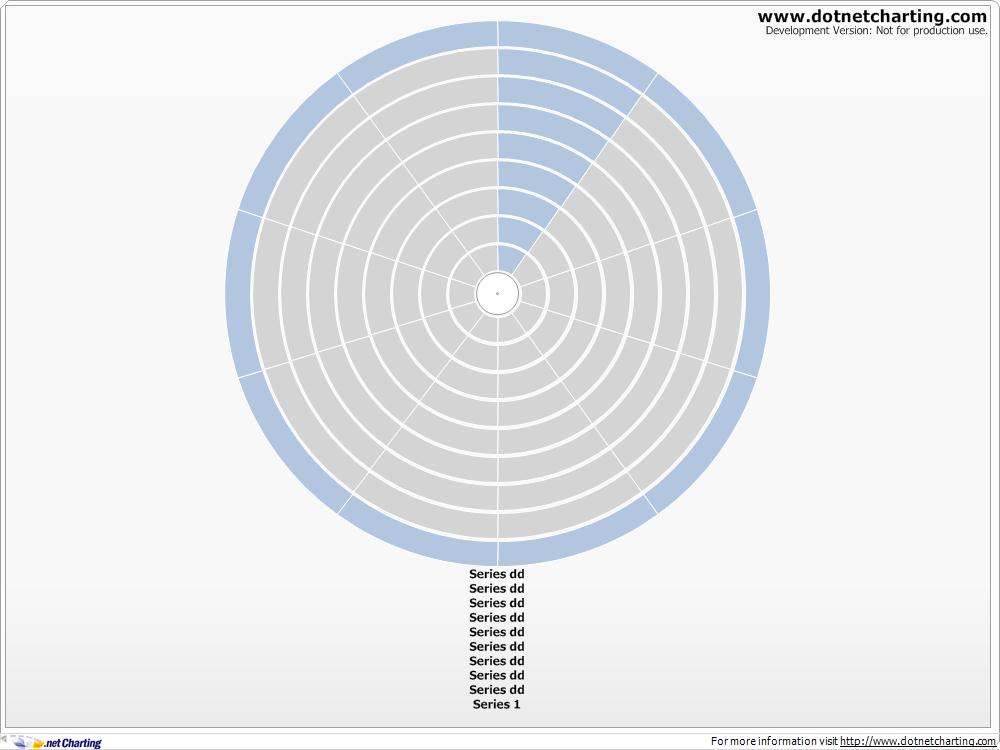 www.dotnetcharting.com
Development Version: Not for production use.
Series dd
Series dd
Series dd
Series dd
Series dd
Series dd
Series dd
Series dd
Series dd
Series 1
.net Charting
For more information visit http://www.dotnetcharting.com